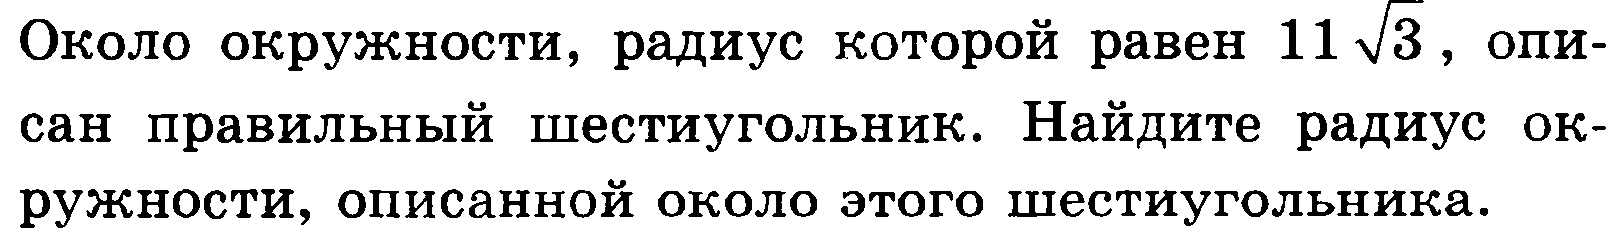 Около окружности, радиус которой равен 11√3, опи-
сан правильный шестиугольник. Найдите радиус ок-
ружности, описанной около этого шестиугольника.